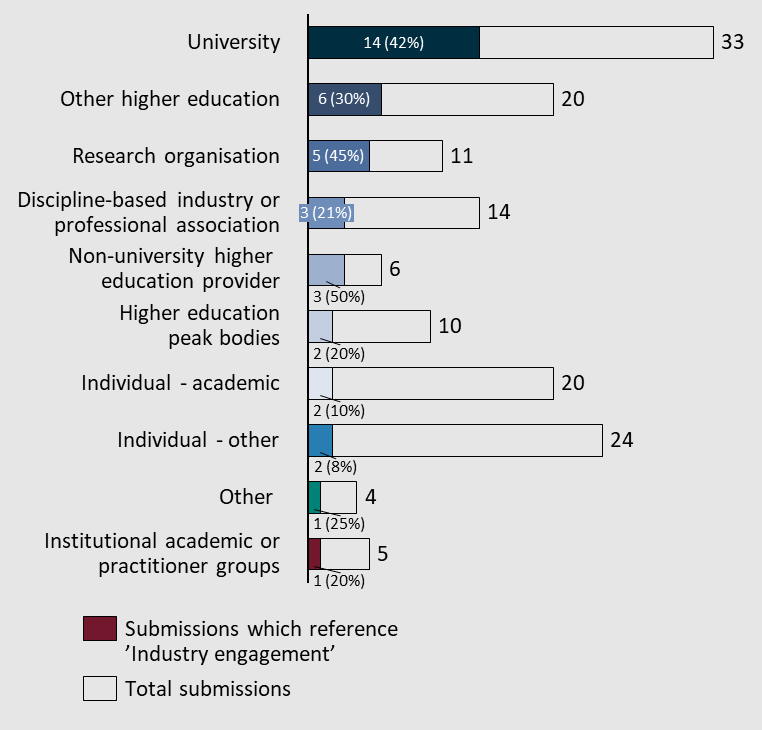 University
14 (42%)
33
Other higher education
6 (30%)
20
Research organisation
5 (45%)
11
Discipline-based industry or
professional association
3 (21%)
14
Non-university higher
education provider
3 (50%)
6
Higher education
peak bodies
2 (20%)
10
Individual - academic
2 (10%)
20
Individual - other
2 (8%)
24
Other
1 (25%)
4
Institutional academic or
practitioner groups
1 (20%)
5
Submissions which reference
’Industry engagement’
Total submissions